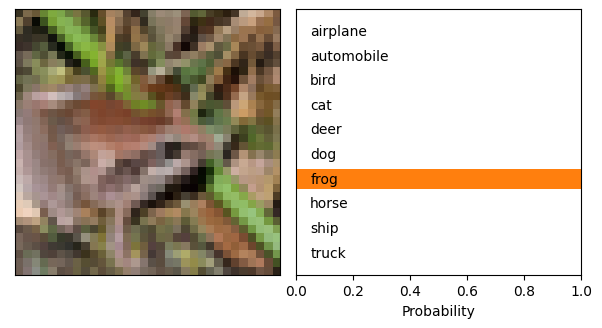 airplane
automobile
bird
cat
deer
dog
frog
horse
ship
truck
0.0 0.2 0.4 0.6 0.8 1.0
Probability